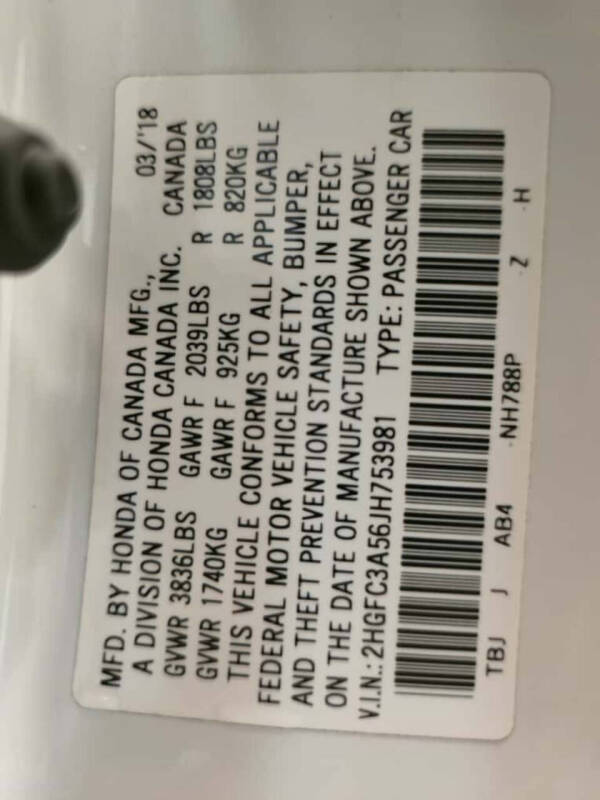 MFD. BY HONDA OF CANADA MFG., 03/'18
A DIVISION OF HONDA CANADA INC. CANADA
GVWR 3836LBS GAWR F 2039LBS R 1808LBS
GVWR 1740KG GAWR F 925KG R 820KG
THIS VEHICLE CONFORMS TO ALL APPLICABLE
FEDERAL MOTOR VEHICLE SAFETY, BUMPER,
AND THEFT PREVENTION STANDARDS IN EFFECT
ON THE DATE OF MANUFACTURE SHOWN ABOVE.
V.I.N.:2HGFC3A56JH753981 TYPE: PASSENGER CAR
TBJ J AB4 -NH788P -Z -H